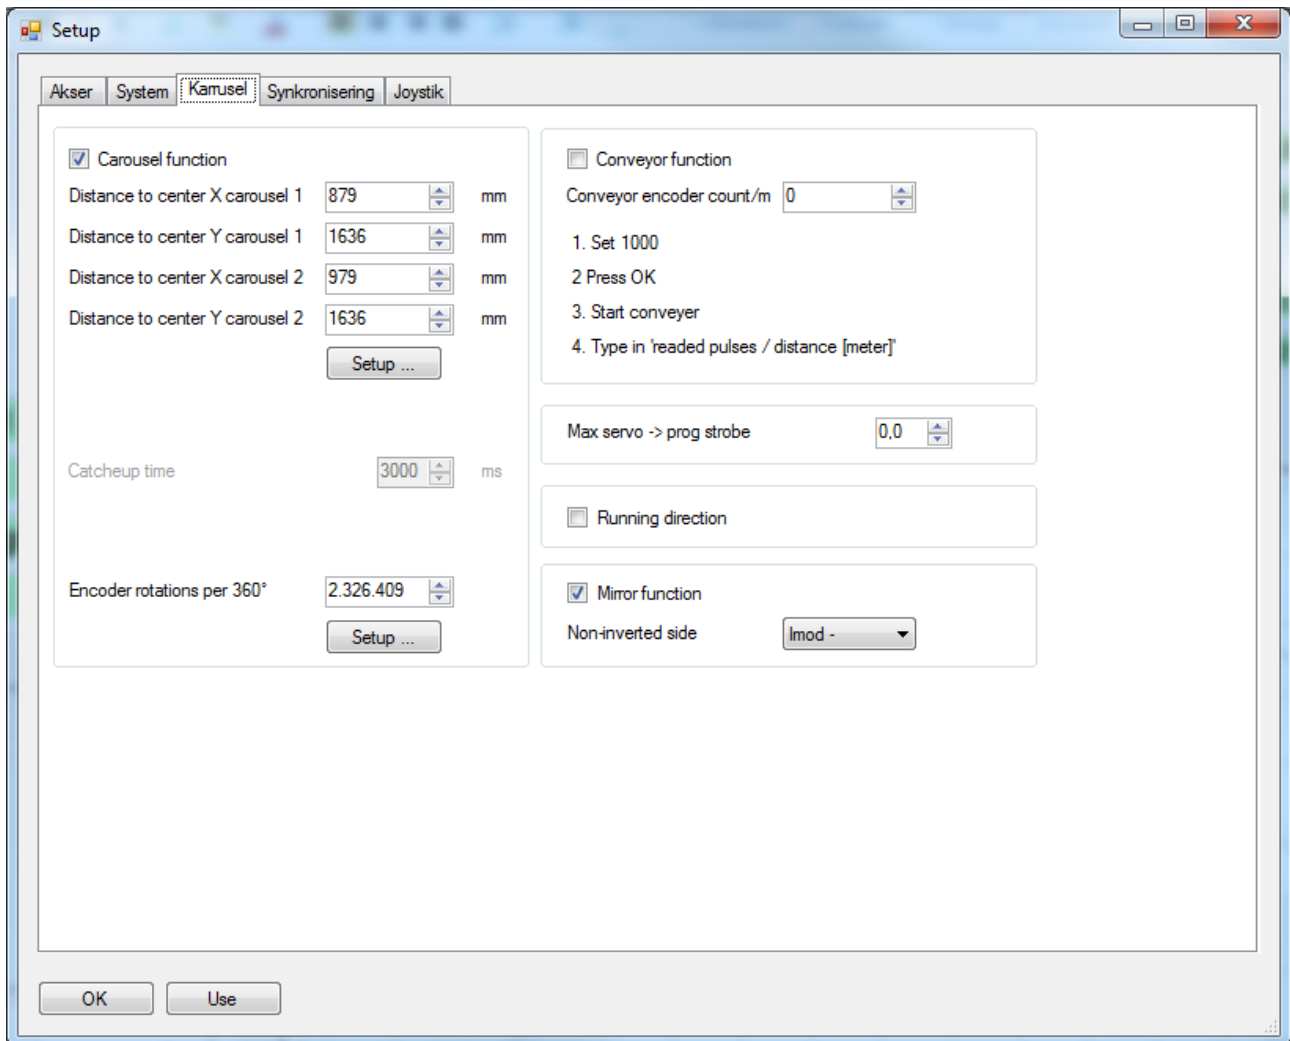 Setup
Akser System Karrusel Synkronisering Joystik
Carousel function
Distance to center X carousel 1 879 mm
Distance to center Y carousel 1 1636 mm
Distance to center X carousel 2 979 mm
Distance to center Y carousel 2 1636 mm
Setup ...
Catcheup time 3000 ms
Encoder rotations per 360° 2.326.409
Setup ...
Conveyor function
Conveyor encoder count/m 0
1. Set 1000
2 Press OK
3. Start conveyer
4. Type in 'readed pulses / distance [meter]'
Max servo -> prog strobe 0,0
Running direction
Mirror function
Non-inverted side Imod -
OK Use